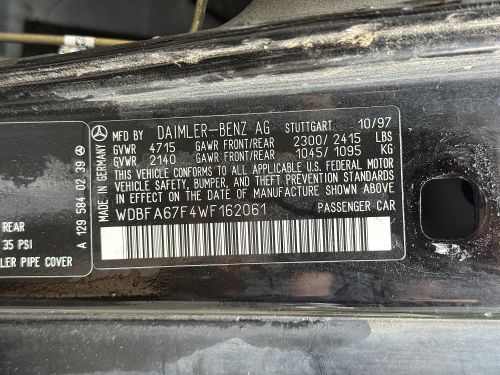 MFD BY DAIMLER-BENZ AG STUTTGART 10/97
GVWR 4715 GAWR FRONT/REAR 2300/ 2415 LBS
GVWR 2140 GAWR FRONT/REAR 1045/ 1095 KG
THIS VEHICLE CONFORMS TO ALL APPLICABLE U.S. FEDERAL MOTOR
VEHICLE SAFETY, BUMPER, AND THEFT PREVENTION STANDARDS
IN EFFECT ON THE DATE OF MANUFACTURE SHOWN ABOVE
WDBFA67F4WF162061 PASSENGER CAR
MADE IN GERMANY
A 129 584 02 39
REAR
35 PSI
LER PIPE COVER